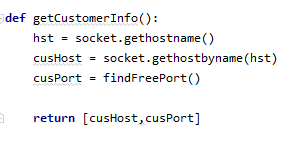 def getCustomerInfo():
    hst = socket.gethostname()
    cusHost = socket.gethostbyname(hst)
    cusPort = findFreePort()

    return [cusHost,cusPort]